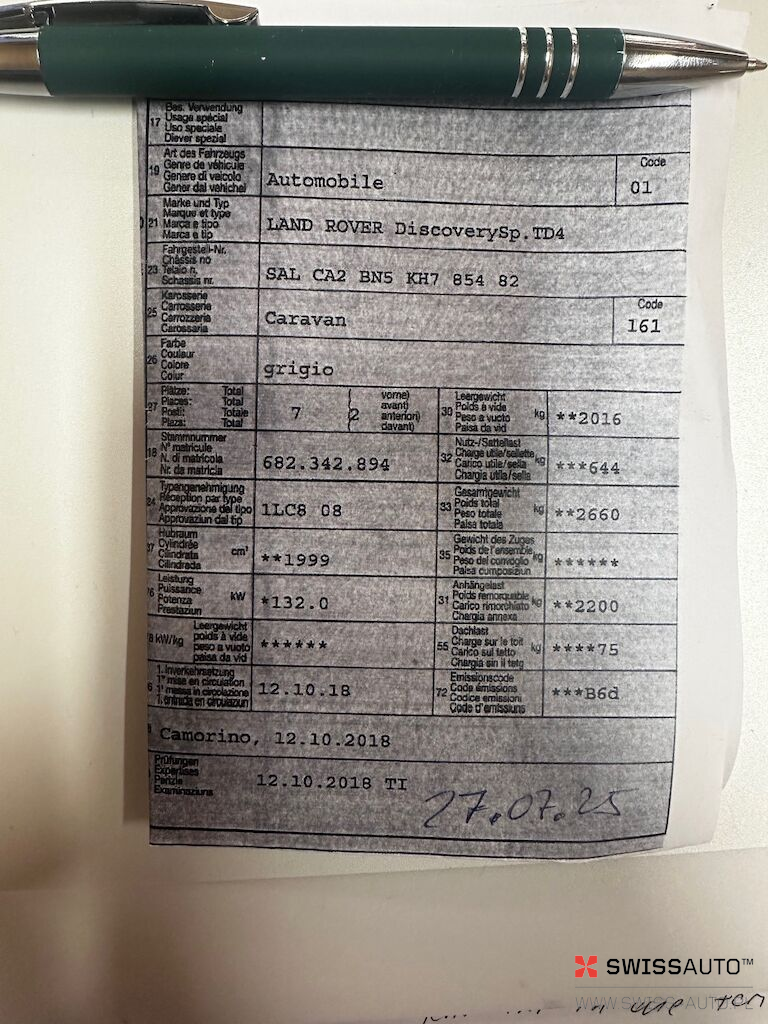 Bes. Verwendung
17 Usage spécial
Uso speciale
Diever spezial
Art des Fahrzeugs
Code
19 Genre de véhicule
Genere di veicolo
Gener dal vehichel
Automobile
01
Marke und Typ
21 Marque et type
Marca e tipo
Marca e tip
LAND ROVER DiscoverySp.TD4
Fahrgestell-Nr.
23 Châssis no
Telaio n.
Schassis nr.
SAL CA2 BN5 KH7 854 82
Karosserie
Code
25 Carrosserie
Carrozzeria
Carossaria
Caravan
161
Farbe
26 Couleur
Colore
Colur
grigio
Plätze: Total
27 Places: Total
Posti: Totale
Plaza: Total
7
(2
vorne)
avant)
anteriori)
davant)
Leergewicht
30 Poids à vide
Peso a vuoto
Paisa da vid
kg
**2016
Stammnummer
18 N° matricule
N. di matricola
Nr. da matricla
682.342.894
Nutz-/Sattellast
32 Charge utile/sellette
Carico utile/sella
Chargia utila/sella
kg
***644
Typengenehmigung
24 Réception par type
Approvazione del tipo
Approvaziun dal tip
1LC8 08
Gesamtgewicht
33 Poids total
Peso totale
Paisa totala
kg
**2660
Hubraum
37 Cylindrée
Cilindrata
Cilindrada
cm³
**1999
Gewicht des Zuges
35 Poids de l'ensemble
Peso del convoglio
Paisa cumposiziun
kg
******
Leistung
76 Puissance
Potenza
Prestaziun
kW
*132.0
Anhängelast
31 Poids remorquable
Carico rimorchiato
Chargia annexa
kg
**2200
Leergewicht
8 kW/kg poids à vide
peso a vuoto
paisa da vid
******
Dachlast
55 Charge sur le toit
Carico sul tetto
Chargia sin il tetg
kg
****75
1. Inverkehrsetzung
6 1re mise en circulation
1a messa in circolazione
1. entrada en circulaziun
12.10.18
Emissionscode
72 Code émissions
Codice emissioni
Code d'emissiuns
***B6d
Camorino, 12.10.2018
Prüfungen
Expertises
Perizie
Examinaziuns
12.10.2018 TI
27.07.25
SWISSAUTO™